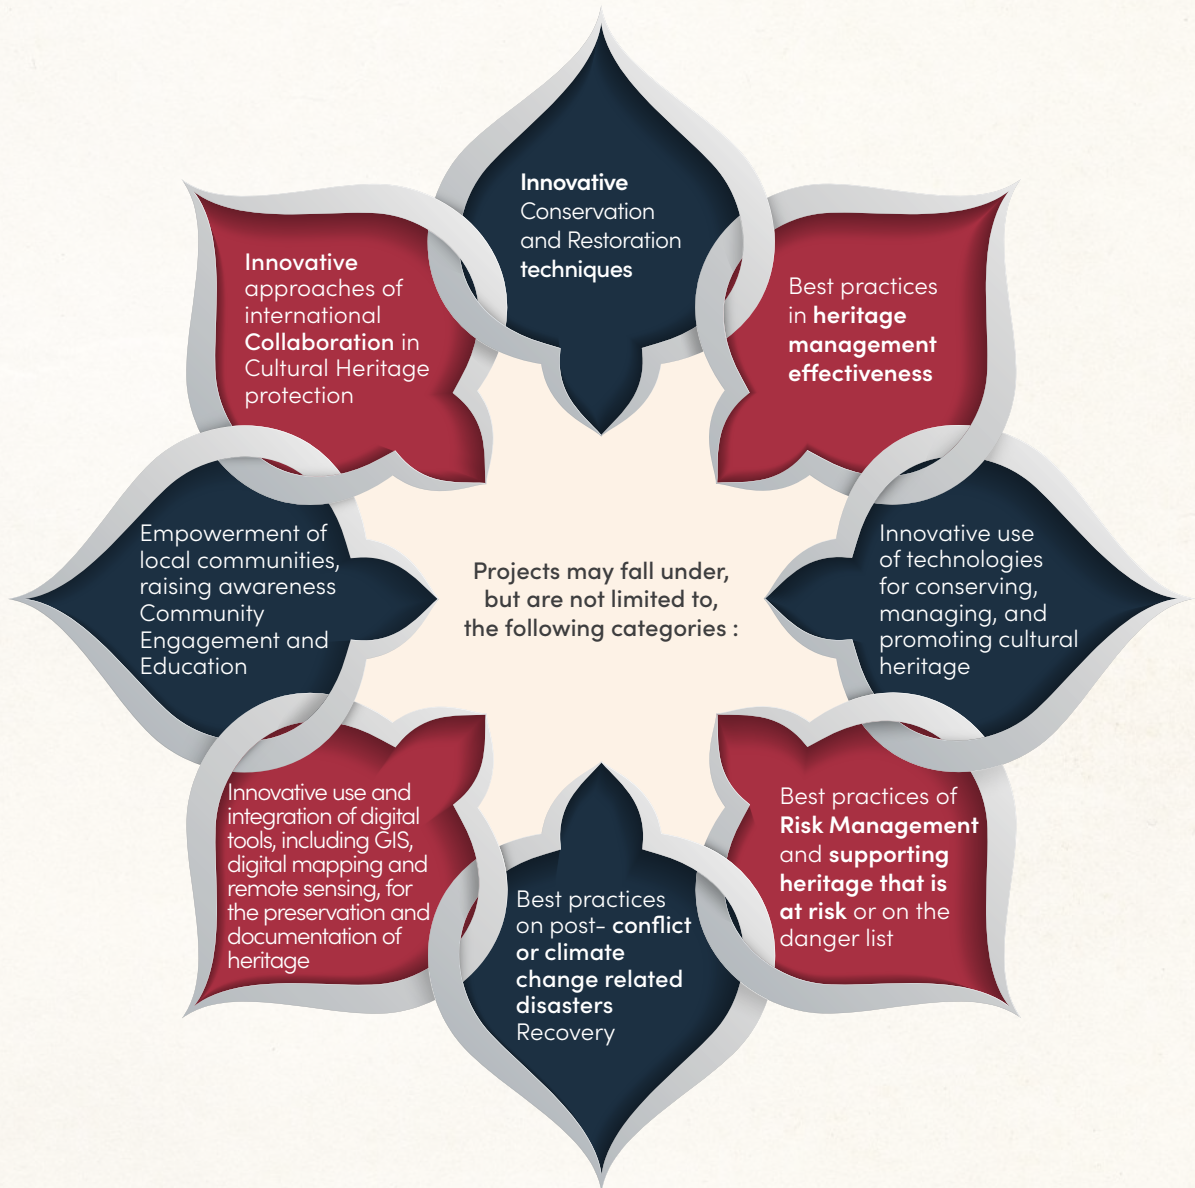 Innovative
Conservation
and Restoration
techniques
Best practices
in heritage
management
effectiveness
Innovative use
of technologies
for conserving,
managing, and
promoting cultural
heritage
Best practices of
Risk Management
and supporting
heritage that is
at risk or on the
danger list
Best practices
on post- conflict
or climate
change related
disasters
Recovery
Innovative use and
integration of digital
tools, including GIS,
digital mapping and
remote sensing, for
the preservation and
documentation of
heritage
Empowerment of
local communities,
raising awareness
Community
Engagement and
Education
Innovative
approaches of
international
Collaboration in
Cultural Heritage
protection
Projects may fall under,
but are not limited to,
the following categories :